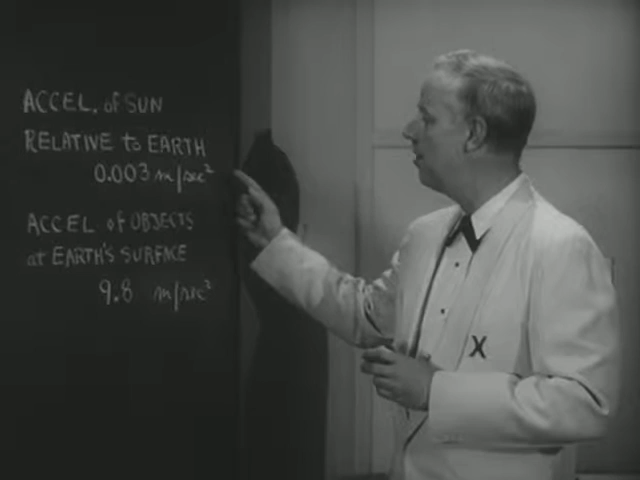 ACCEL. of SUN
RELATIVE to EARTH
0.003 m/sec²
ACCEL of OBJECTS
at EARTH'S SURFACE
9.8 m/sec²
X